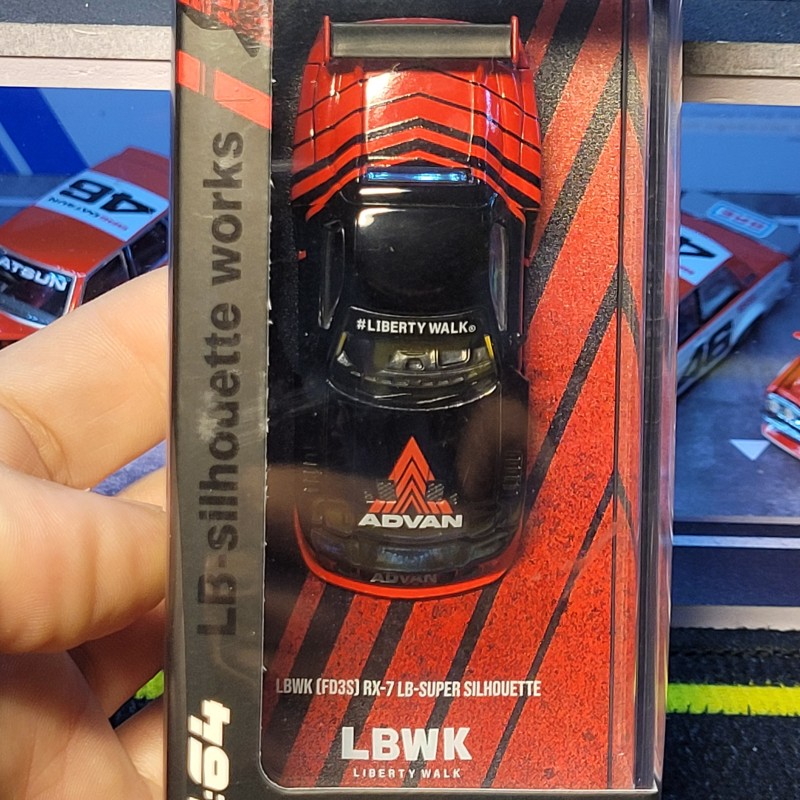 LB-silhouette works
46
DATSUN
BRE
46
#LIBERTY WALK®
ADVAN
ADVAN
LBWK (FD3S) RX-7 LB-SUPER SILHOUETTE
LBWK
LIBERTY WALK
:64